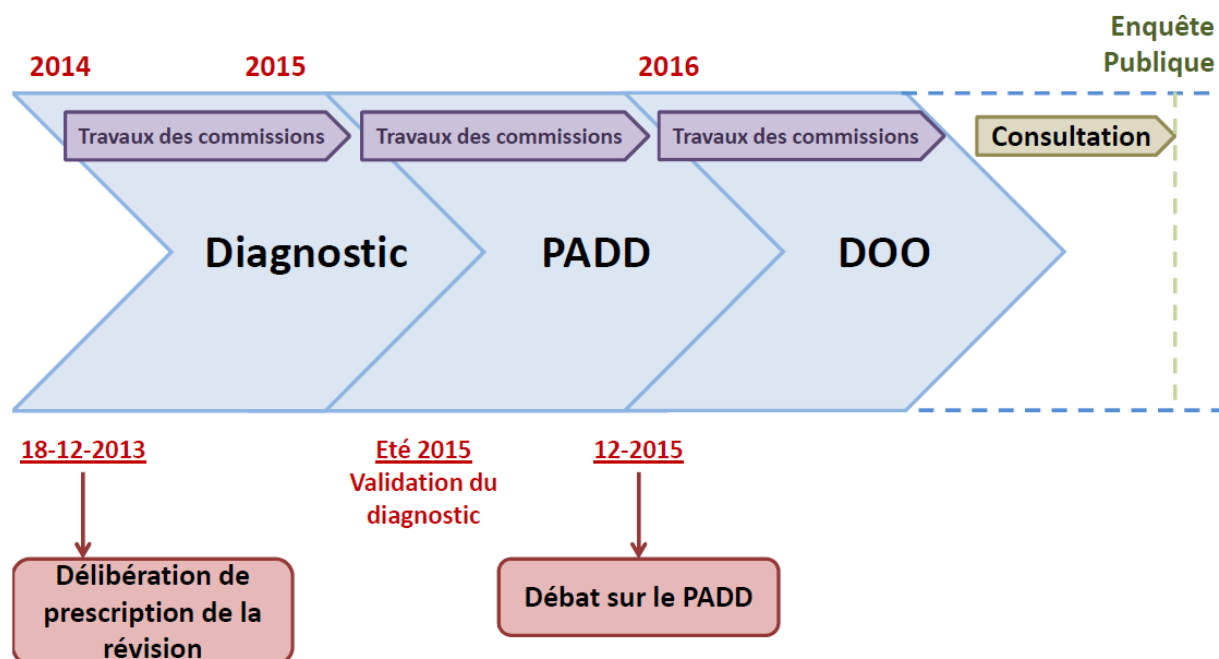 Enquête
Publique
2014
2015
2016
Travaux des commissions
Travaux des commissions
Travaux des commissions
Consultation
Diagnostic
PADD
DOO
18-12-2013
Eté 2015
Validation du
diagnostic
12-2015
Délibération de
prescription de la
révision
Débat sur le PADD